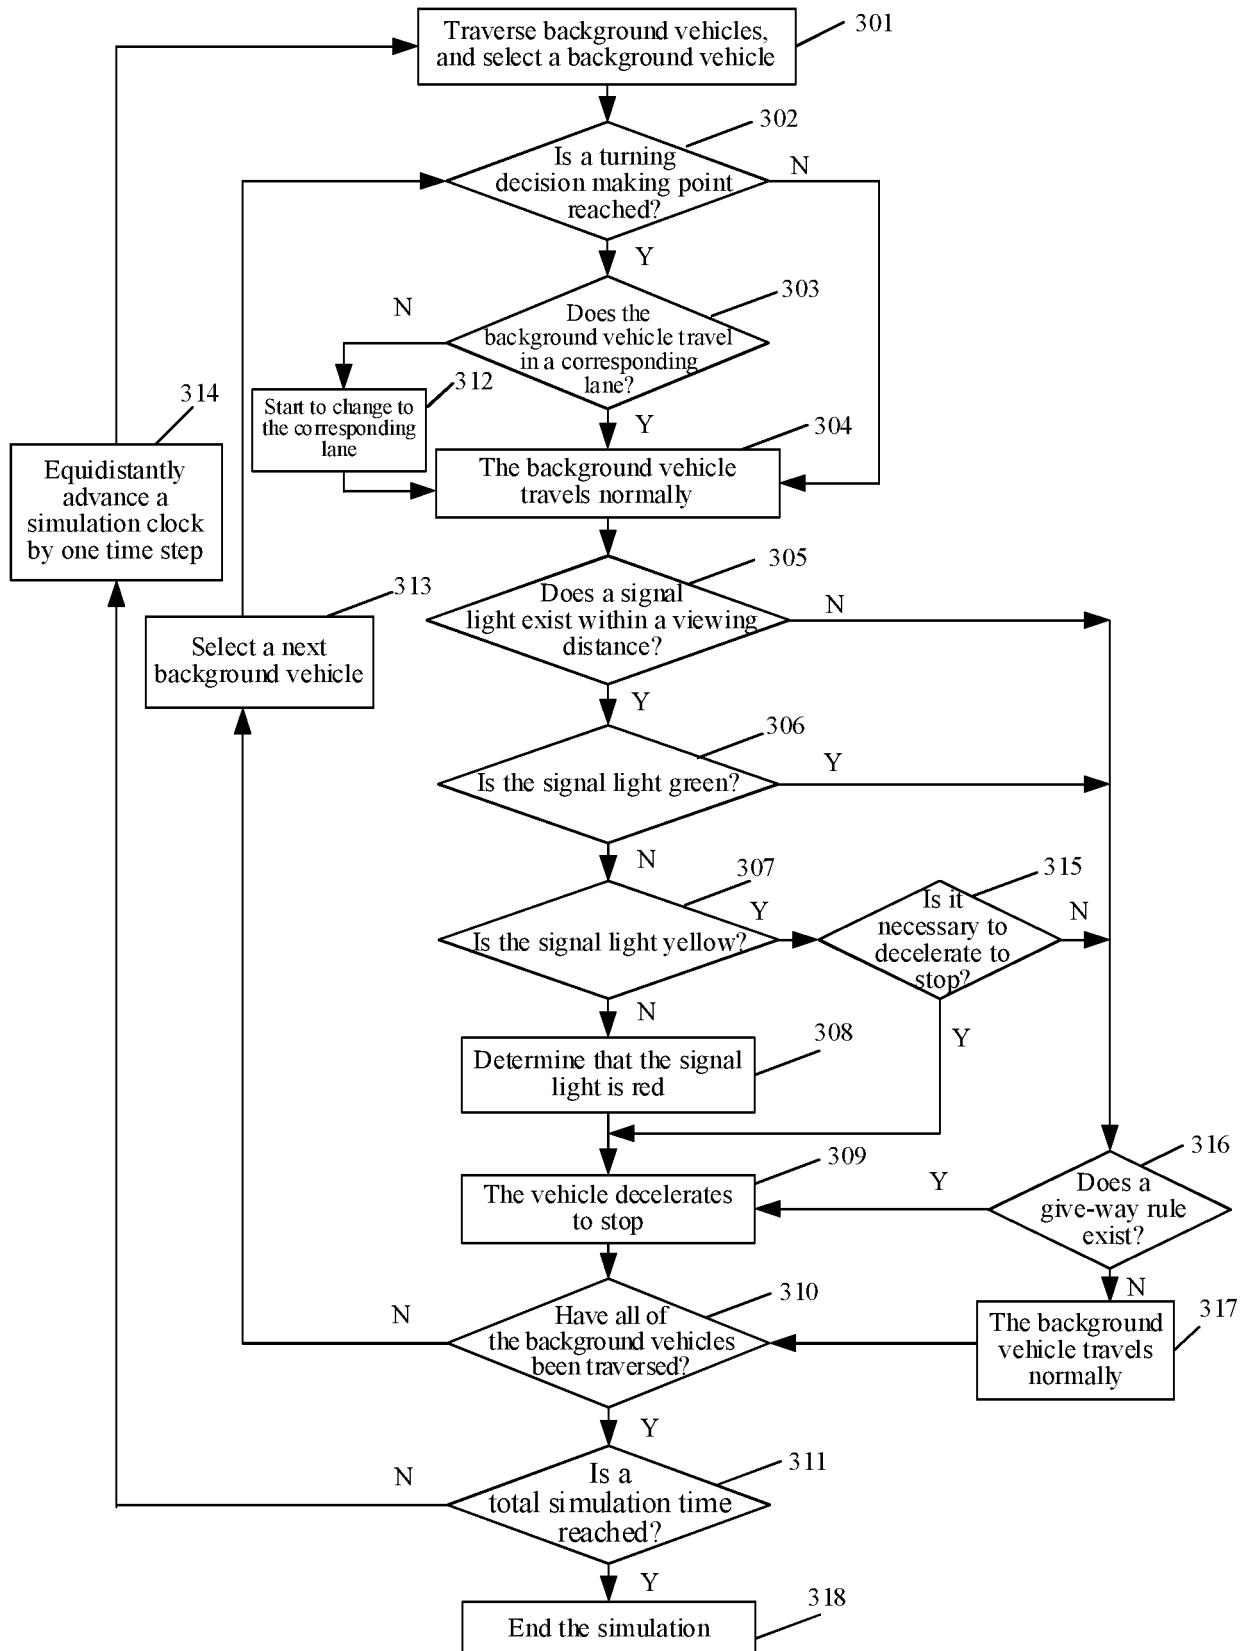 Traverse background vehicles,
and select a background vehicle
301
302
Is a turning
decision making point
reached?
N
Y
303
Does the
background vehicle travel
in a corresponding
lane?
N
312
Start to change to
the corresponding
lane
Y
304
The background vehicle
travels normally
314
Equidistantly
advance a
simulation clock
by one time step
313
Select a next
background vehicle
305
Does a signal
light exist within a viewing
distance?
N
Y
306
Is the signal light green?
Y
N
307
Is the signal light yellow?
Y
315
Is it
necessary to
decelerate to
stop?
N
N
Y
308
Determine that the signal
light is red
309
The vehicle decelerates
to stop
316
Does a
give-way rule
exist?
Y
N
317
The background
vehicle travels
normally
310
Have all of
the background vehicles
been traversed?
N
Y
311
Is a
total simulation time
reached?
N
Y
318
End the simulation